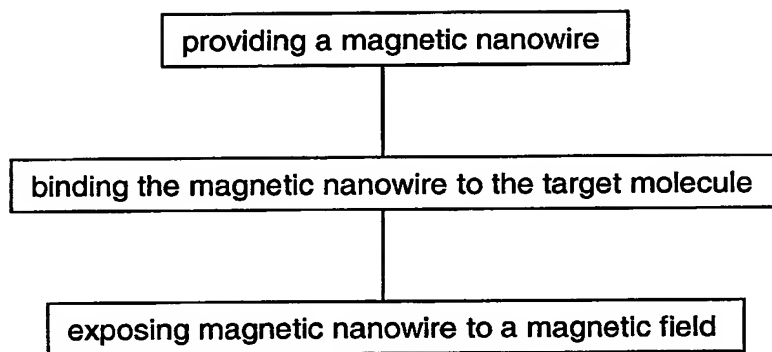 providing a magnetic nanowire
binding the magnetic nanowire to the target molecule
exposing magnetic nanowire to a magnetic field